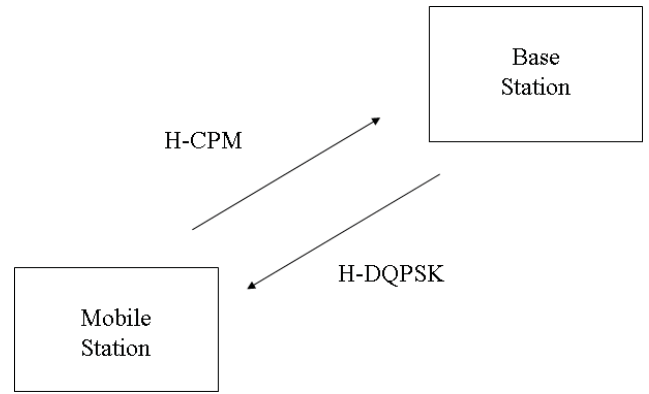 Base
Station
H-CPM
H-DQPSK
Mobile
Station